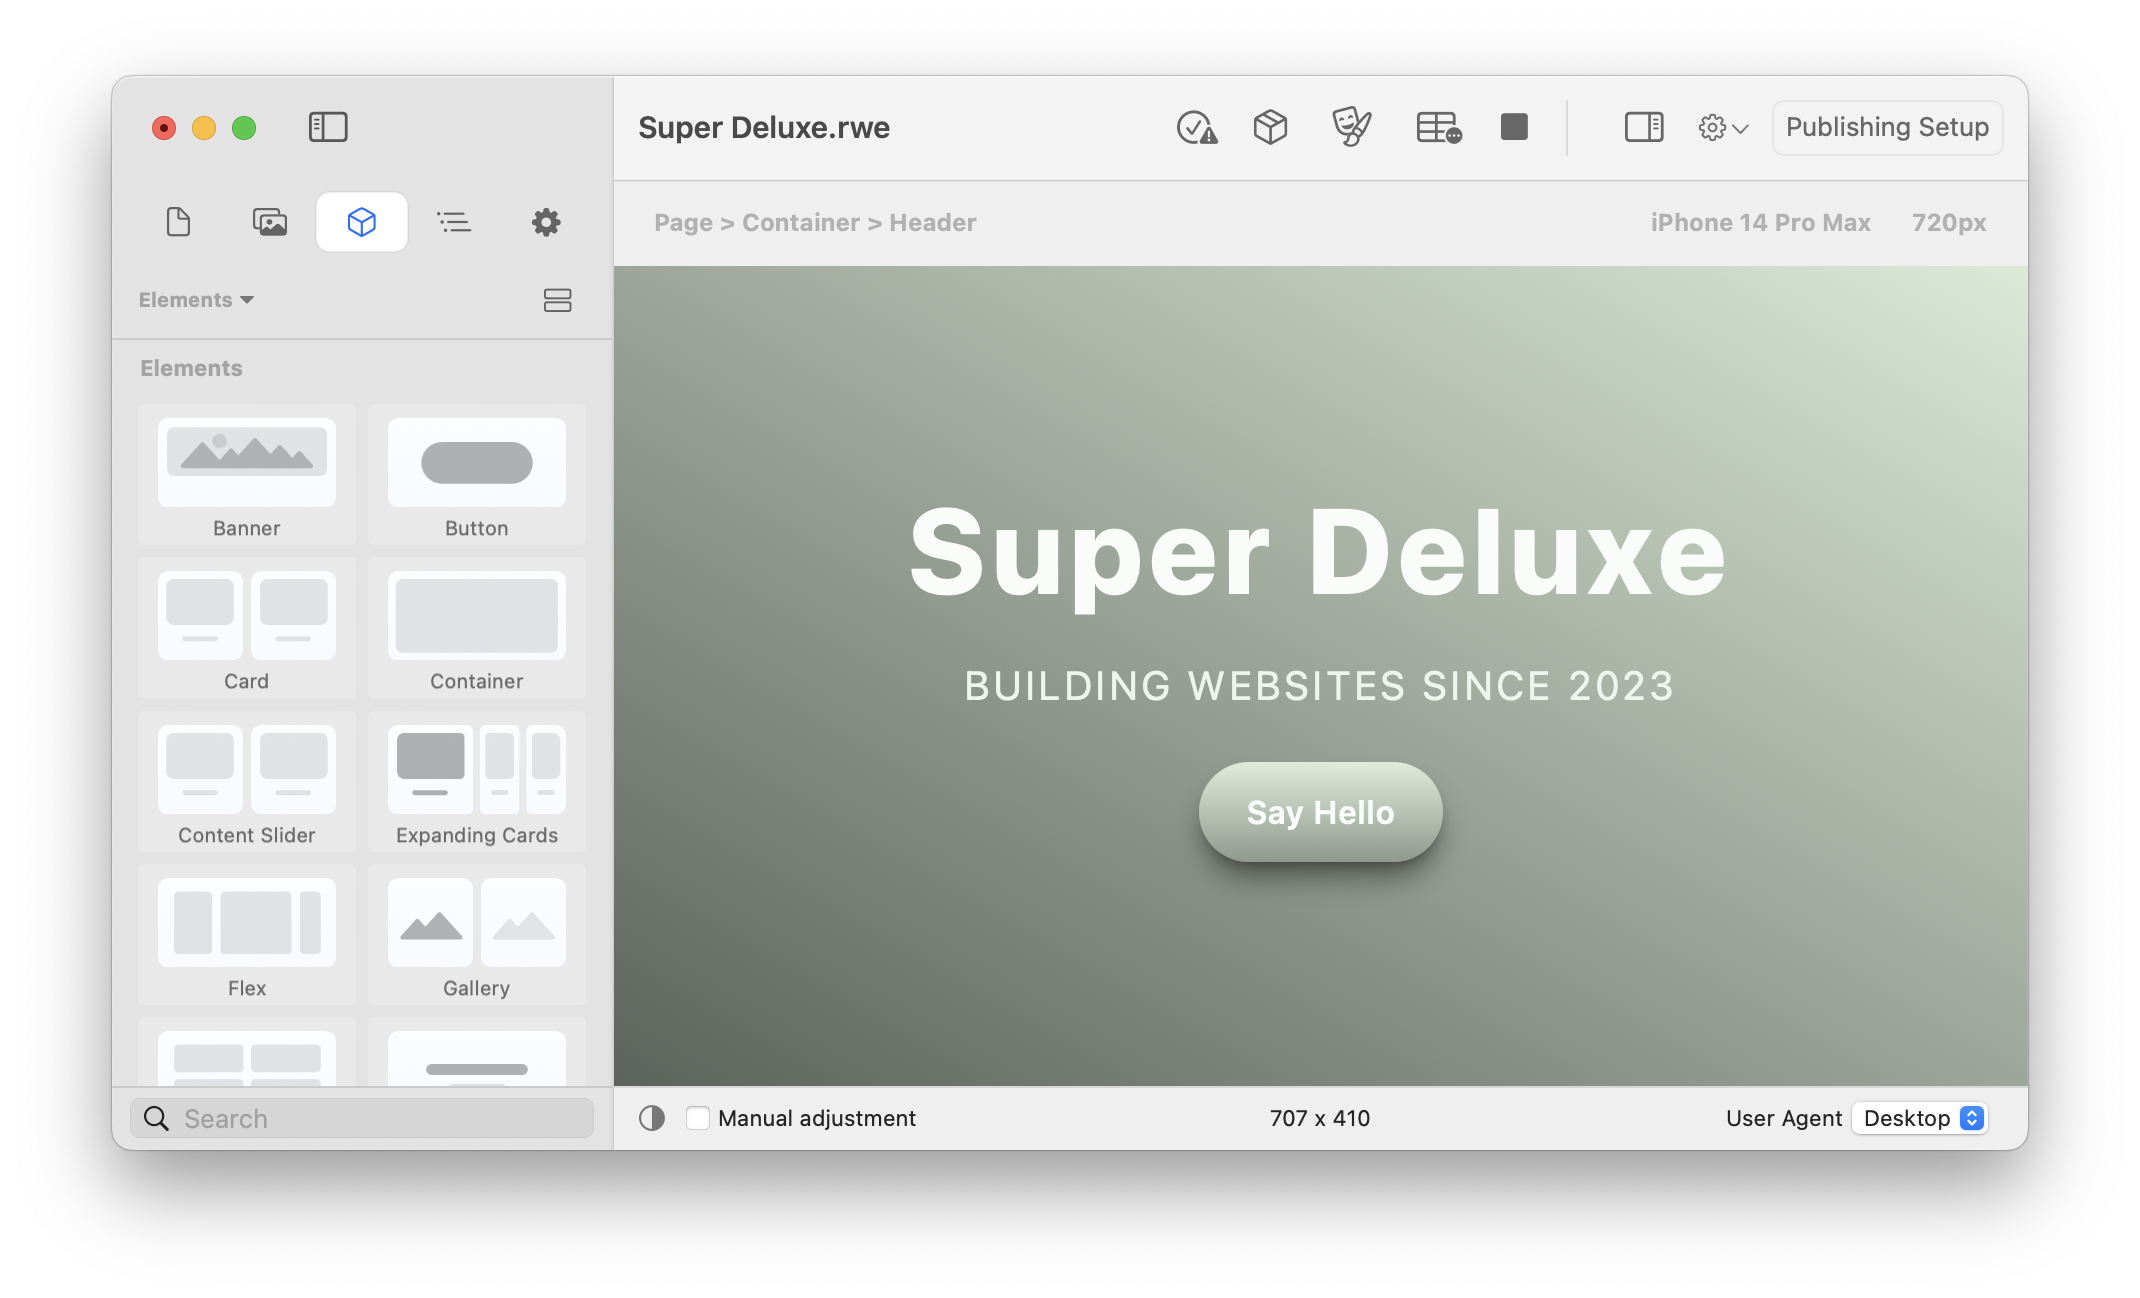 Super Deluxe.rwe
Publishing Setup
Page > Container > Header
iPhone 14 Pro Max
720px
Elements
Elements
Banner
Button
Card
Container
Content Slider
Expanding Cards
Flex
Gallery
Search
Super Deluxe
BUILDING WEBSITES SINCE 2023
Say Hello
Manual adjustment
707 x 410
User Agent
Desktop